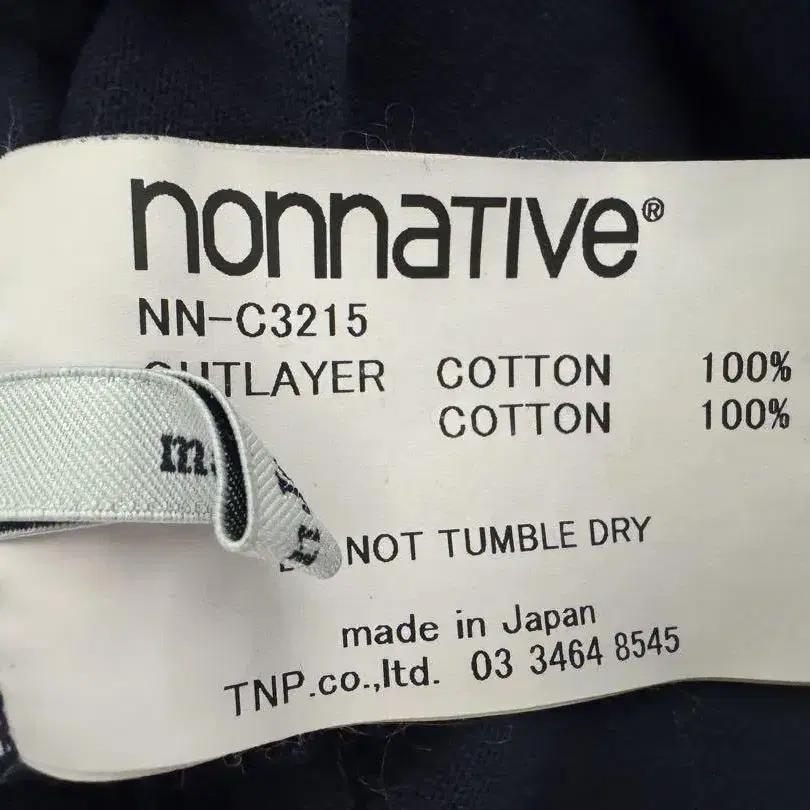 nonnative®
NN-C3215
OUTLAYER COTTON 100%
COTTON 100%
NOT TUMBLE DRY
made in Japan
TNP.co.,ltd. 03 3464 8545